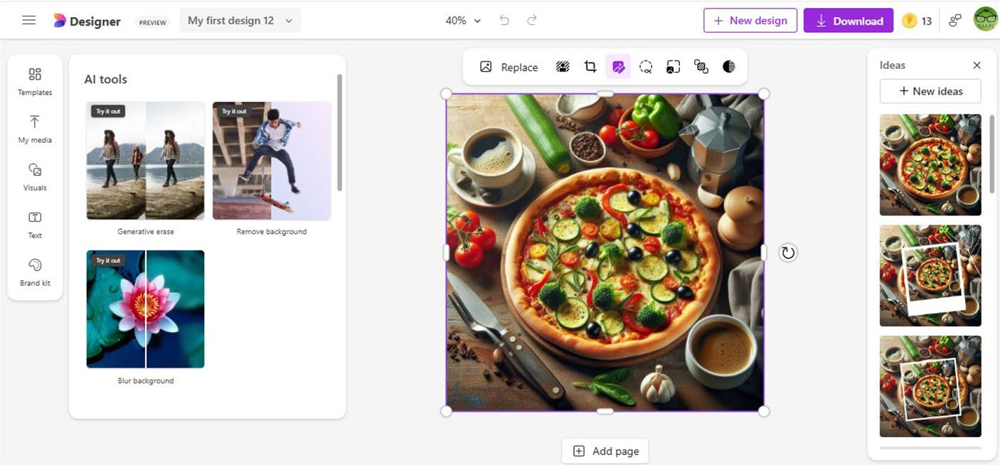 Designer
PREVIEW
My first design 12
40%
New design
Download
13
Templates
My media
Visuals
Text
Brand kit
AI tools
Try it out
Generative erase
Try it out
Remove background
Try it out
Blur background
Replace
Add page
Ideas
New ideas